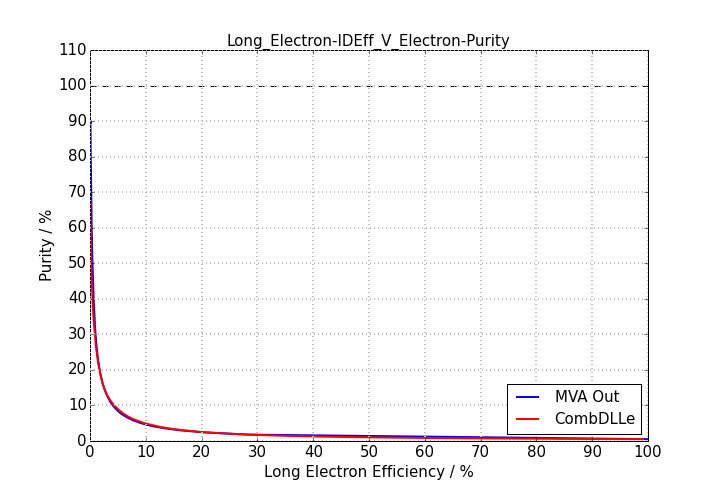 Long_Electron-IDEff_V_Electron-Purity
110
100
90
80
70
60
50
40
30
20
10
0
Purity / %
MVA Out
CombDLLe
0 10 20 30 40 50 60 70 80 90 100
Long Electron Efficiency / %